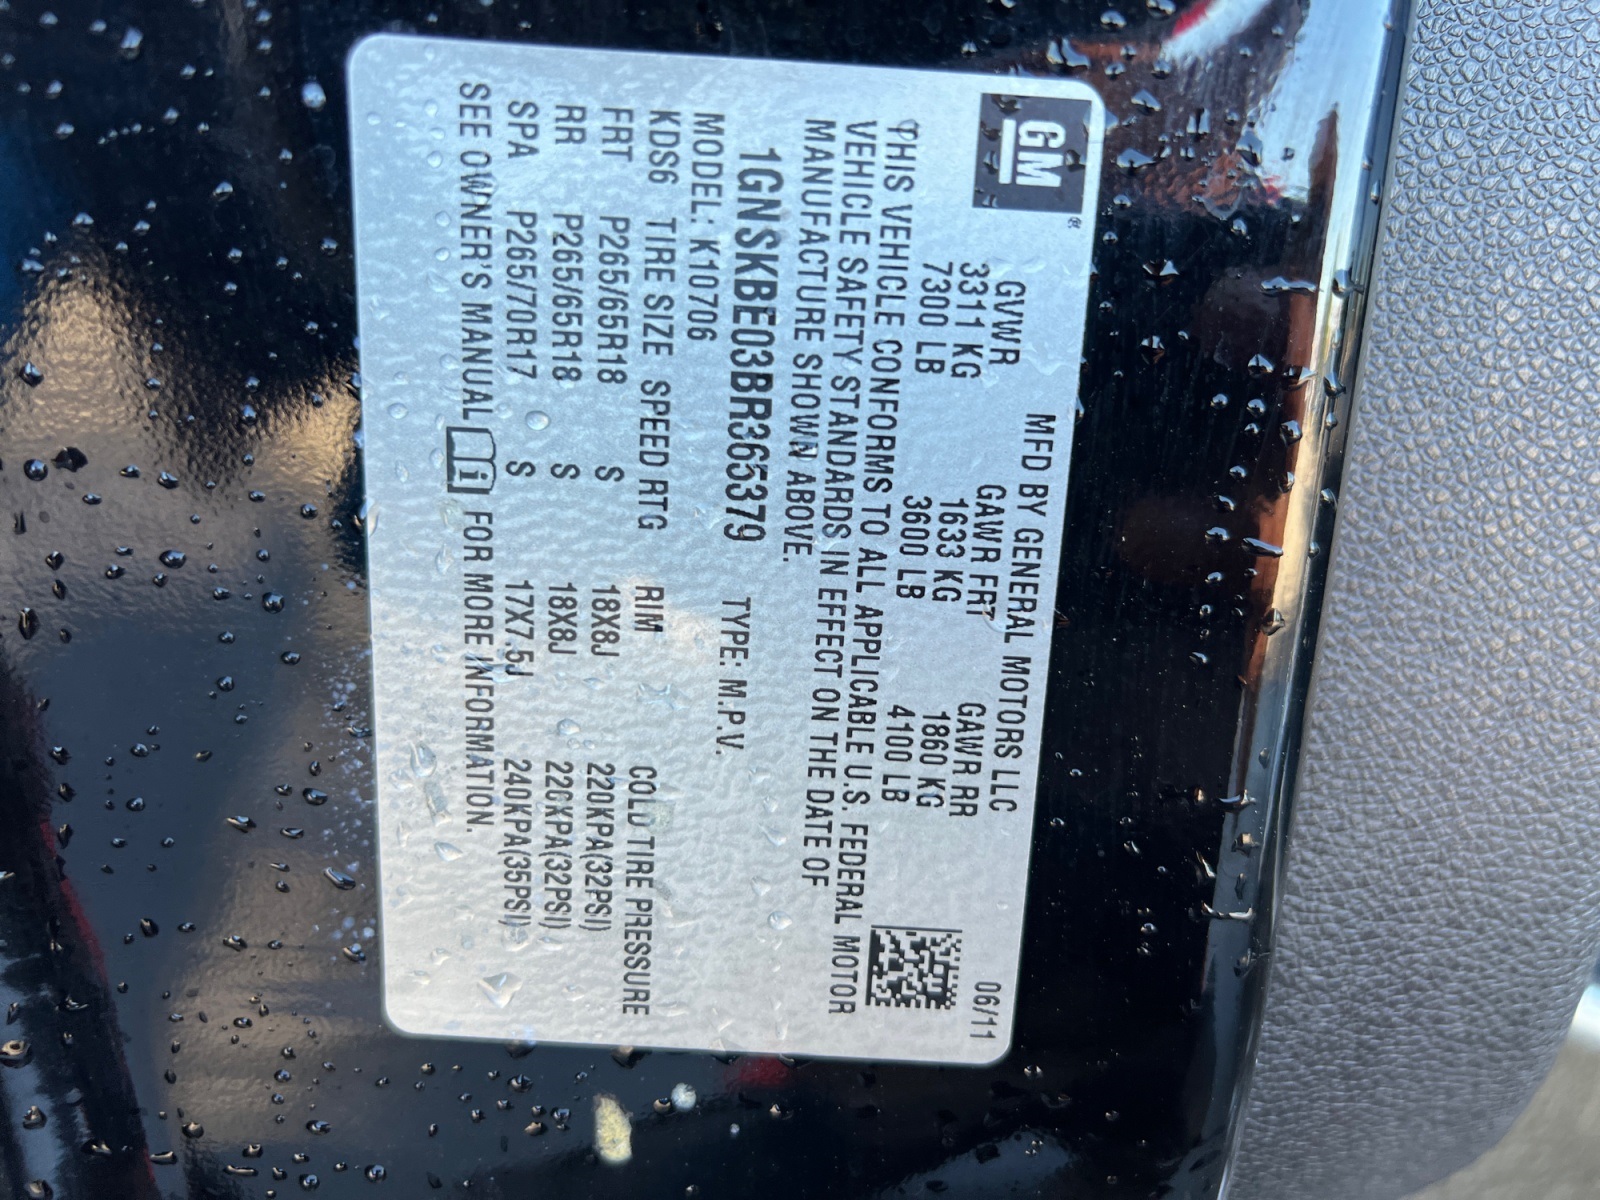 GM®
MFD BY GENERAL MOTORS LLC 06/11
GVWR GAWR FRT GAWR RR
3311 KG 1633 KG 1860 KG
7300 LB 3600 LB 4100 LB
THIS VEHICLE CONFORMS TO ALL APPLICABLE U.S. FEDERAL MOTOR
VEHICLE SAFETY STANDARDS IN EFFECT ON THE DATE OF
MANUFACTURE SHOWN ABOVE.
1GNSKBE03BR365379 TYPE: M.P.V.
MODEL: K10706
KDS6 TIRE SIZE SPEED RTG RIM COLD TIRE PRESSURE
FRT P265/65R18 S 18X8J 220KPA(32PSI)
RR P265/65R18 S 18X8J 220KPA(32PSI)
SPA P265/70R17 S 17X7.5J 240KPA(35PSI)
SEE OWNER'S MANUAL i FOR MORE INFORMATION.